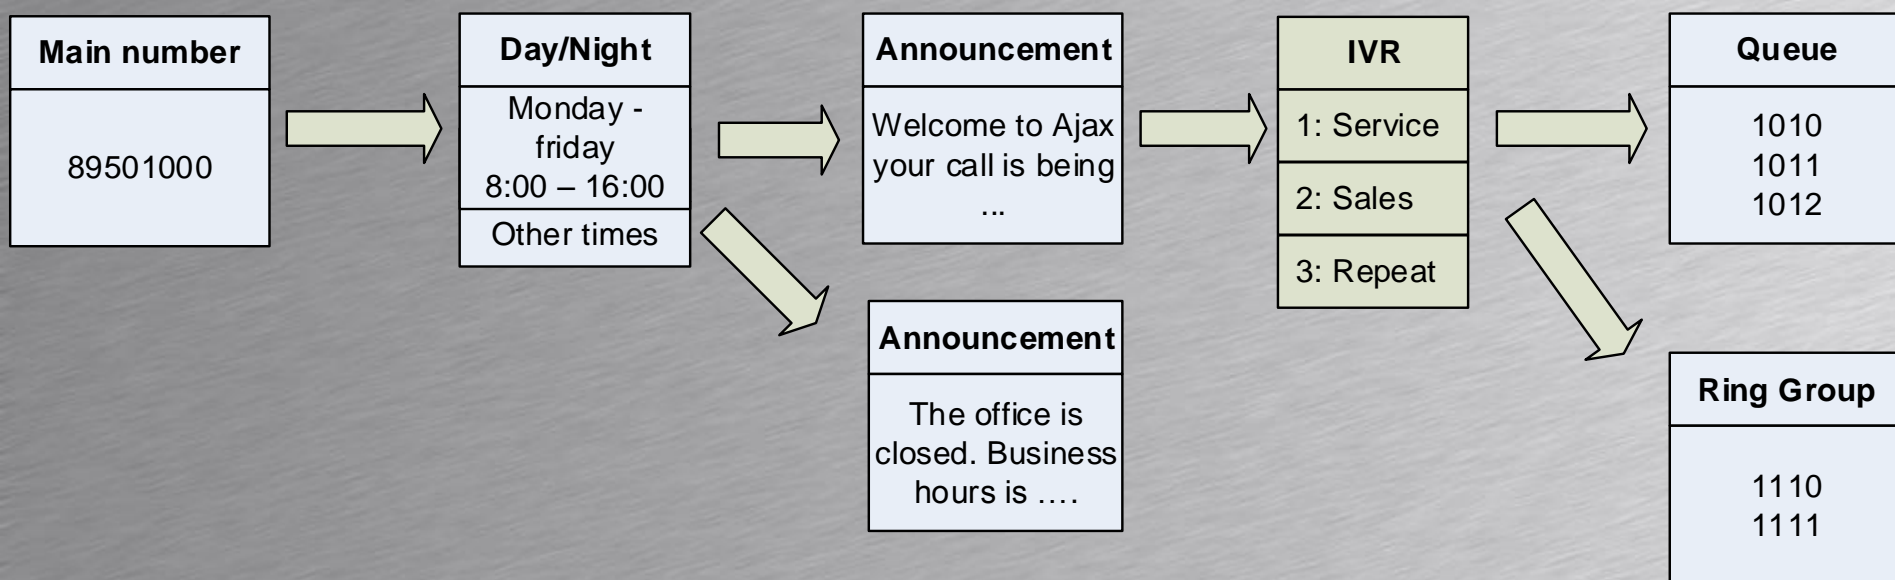 Main number
89501000
Day/Night
Monday -
friday
8:00 – 16:00
Other times
Announcement
Welcome to Ajax
your call is being
...
Announcement
The office is
closed. Business
hours is ….
IVR
1: Service
2: Sales
3: Repeat
Queue
1010
1011
1012
Ring Group
1110
1111